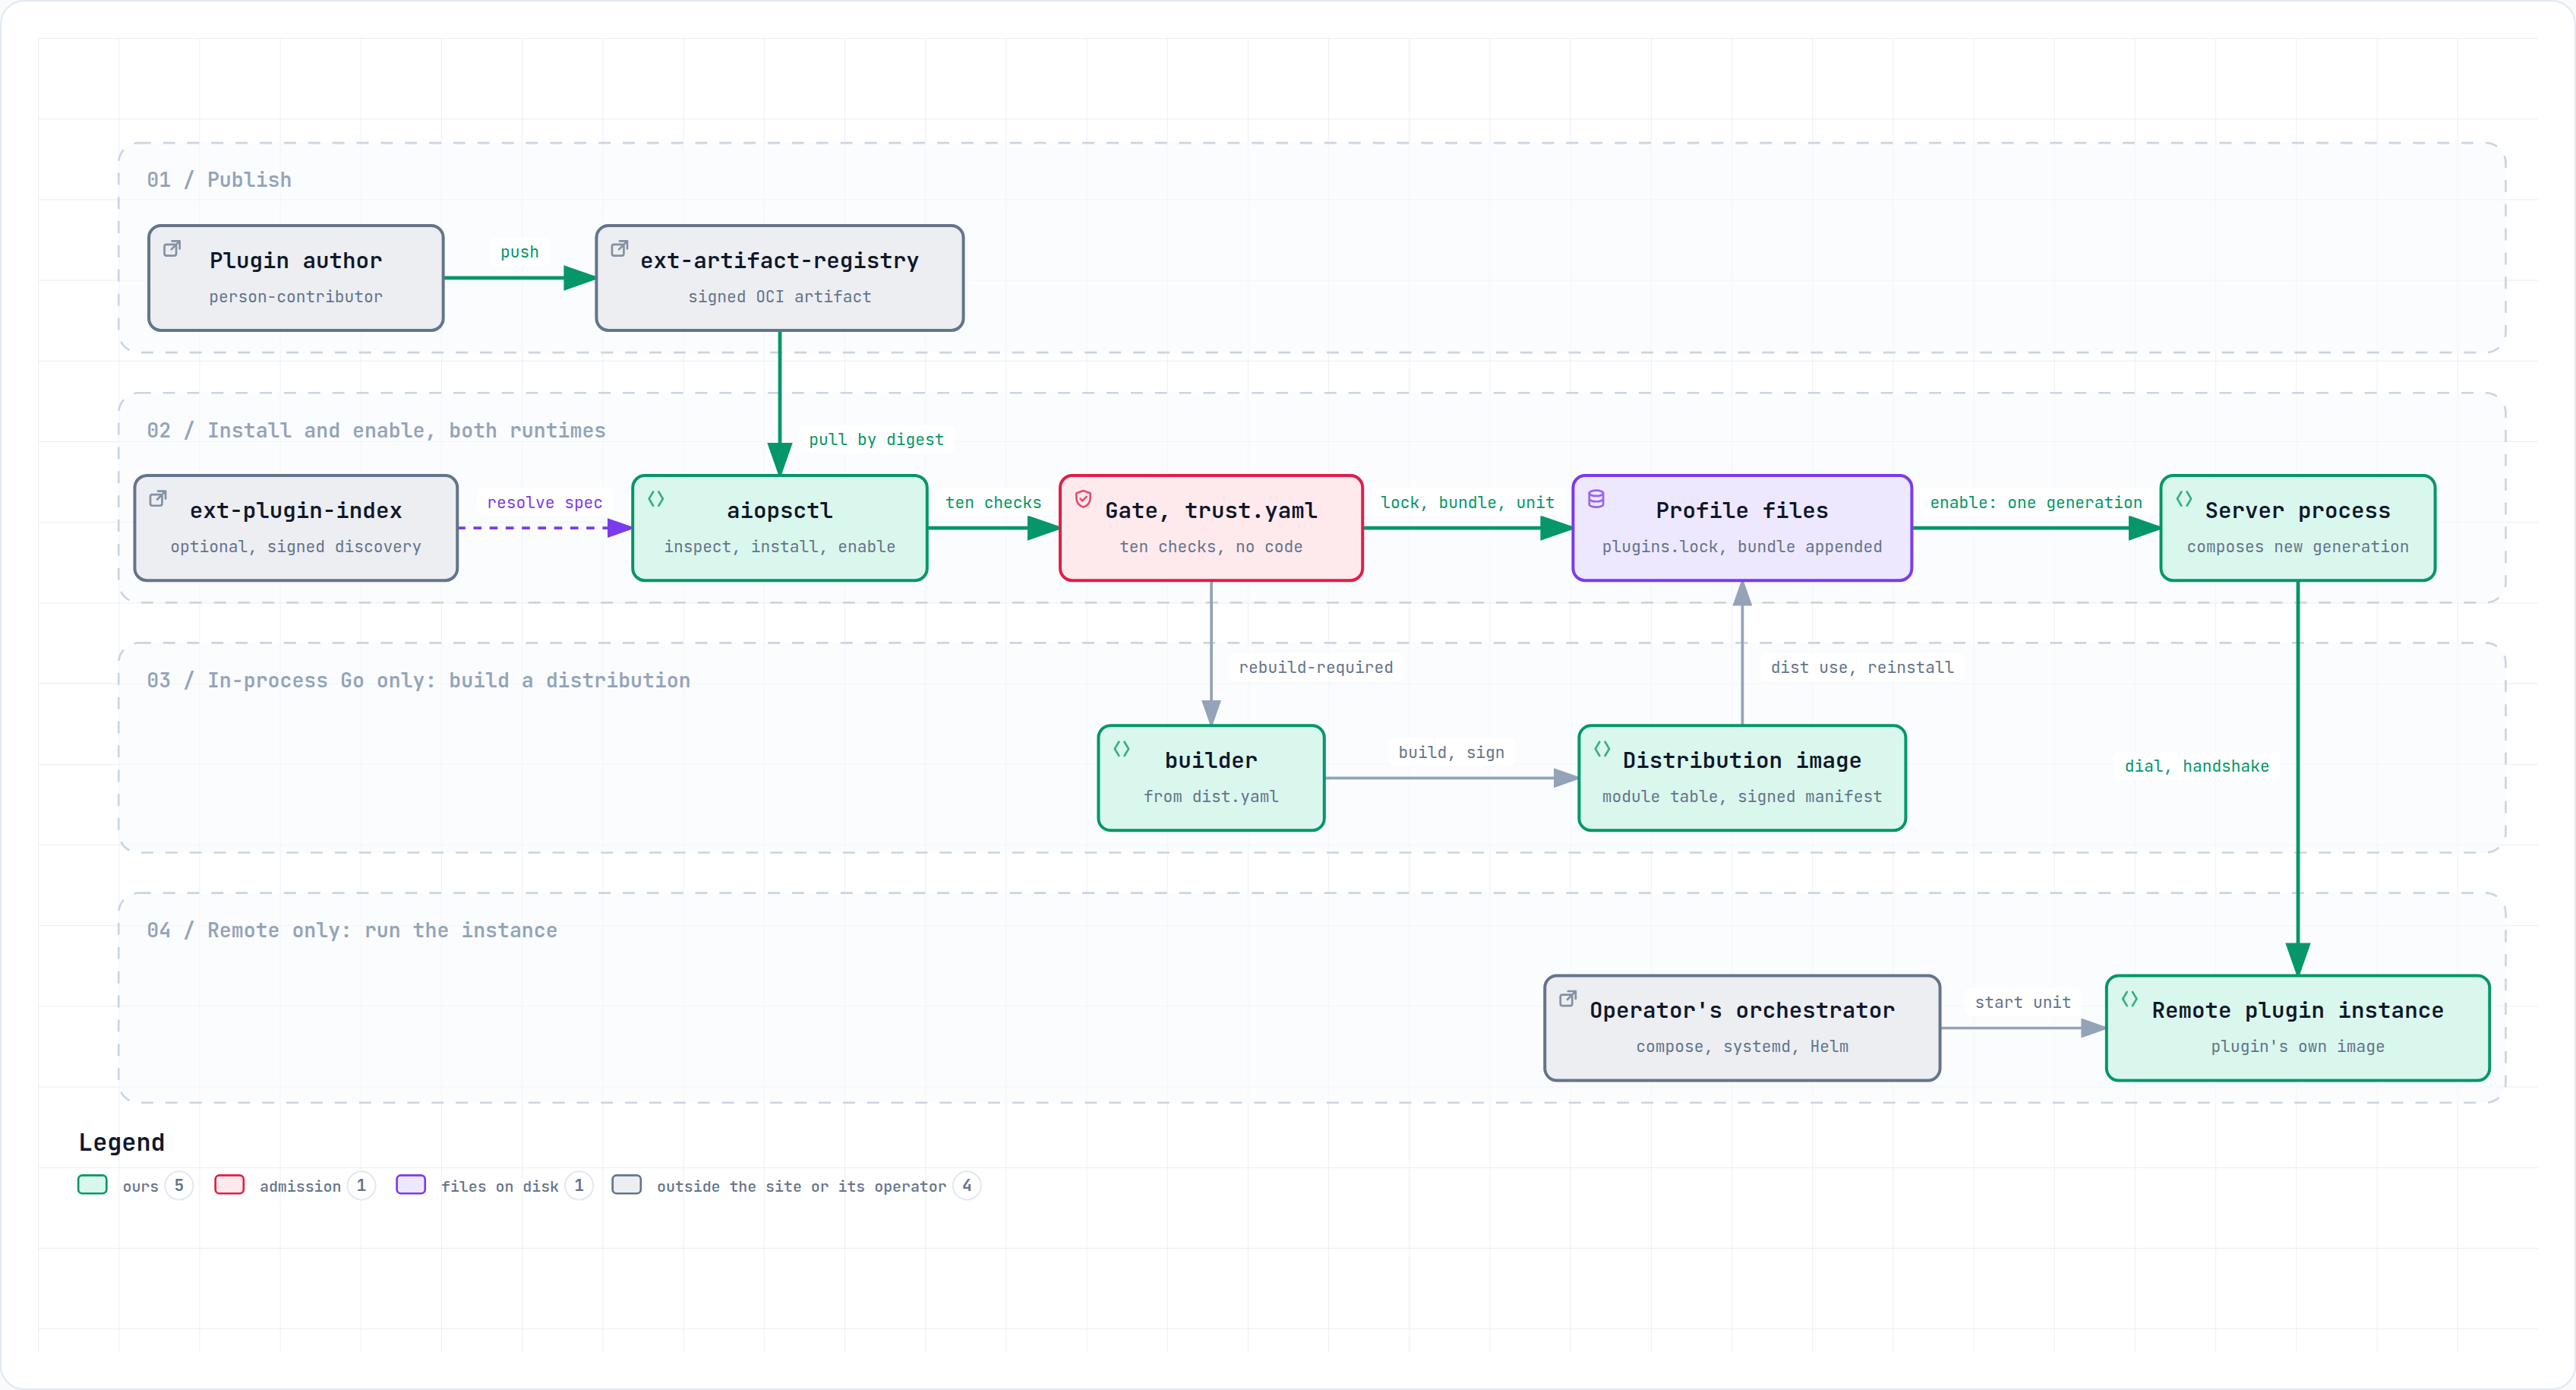 01 / Publish
Plugin author
person-contributor
push
ext-artifact-registry
signed OCI artifact
pull by digest
02 / Install and enable, both runtimes
ext-plugin-index
optional, signed discovery
resolve spec
aiopsctl
inspect, install, enable
ten checks
Gate, trust.yaml
ten checks, no code
lock, bundle, unit
Profile files
plugins.lock, bundle appended
enable: one generation
Server process
composes new generation
03 / In-process Go only: build a distribution
rebuild-required
dist use, reinstall
builder
from dist.yaml
build, sign
Distribution image
module table, signed manifest
dial, handshake
04 / Remote only: run the instance
Operator's orchestrator
compose, systemd, Helm
start unit
Remote plugin instance
plugin's own image
Legend
ours 5 admission 1 files on disk 1 outside the site or its operator 4